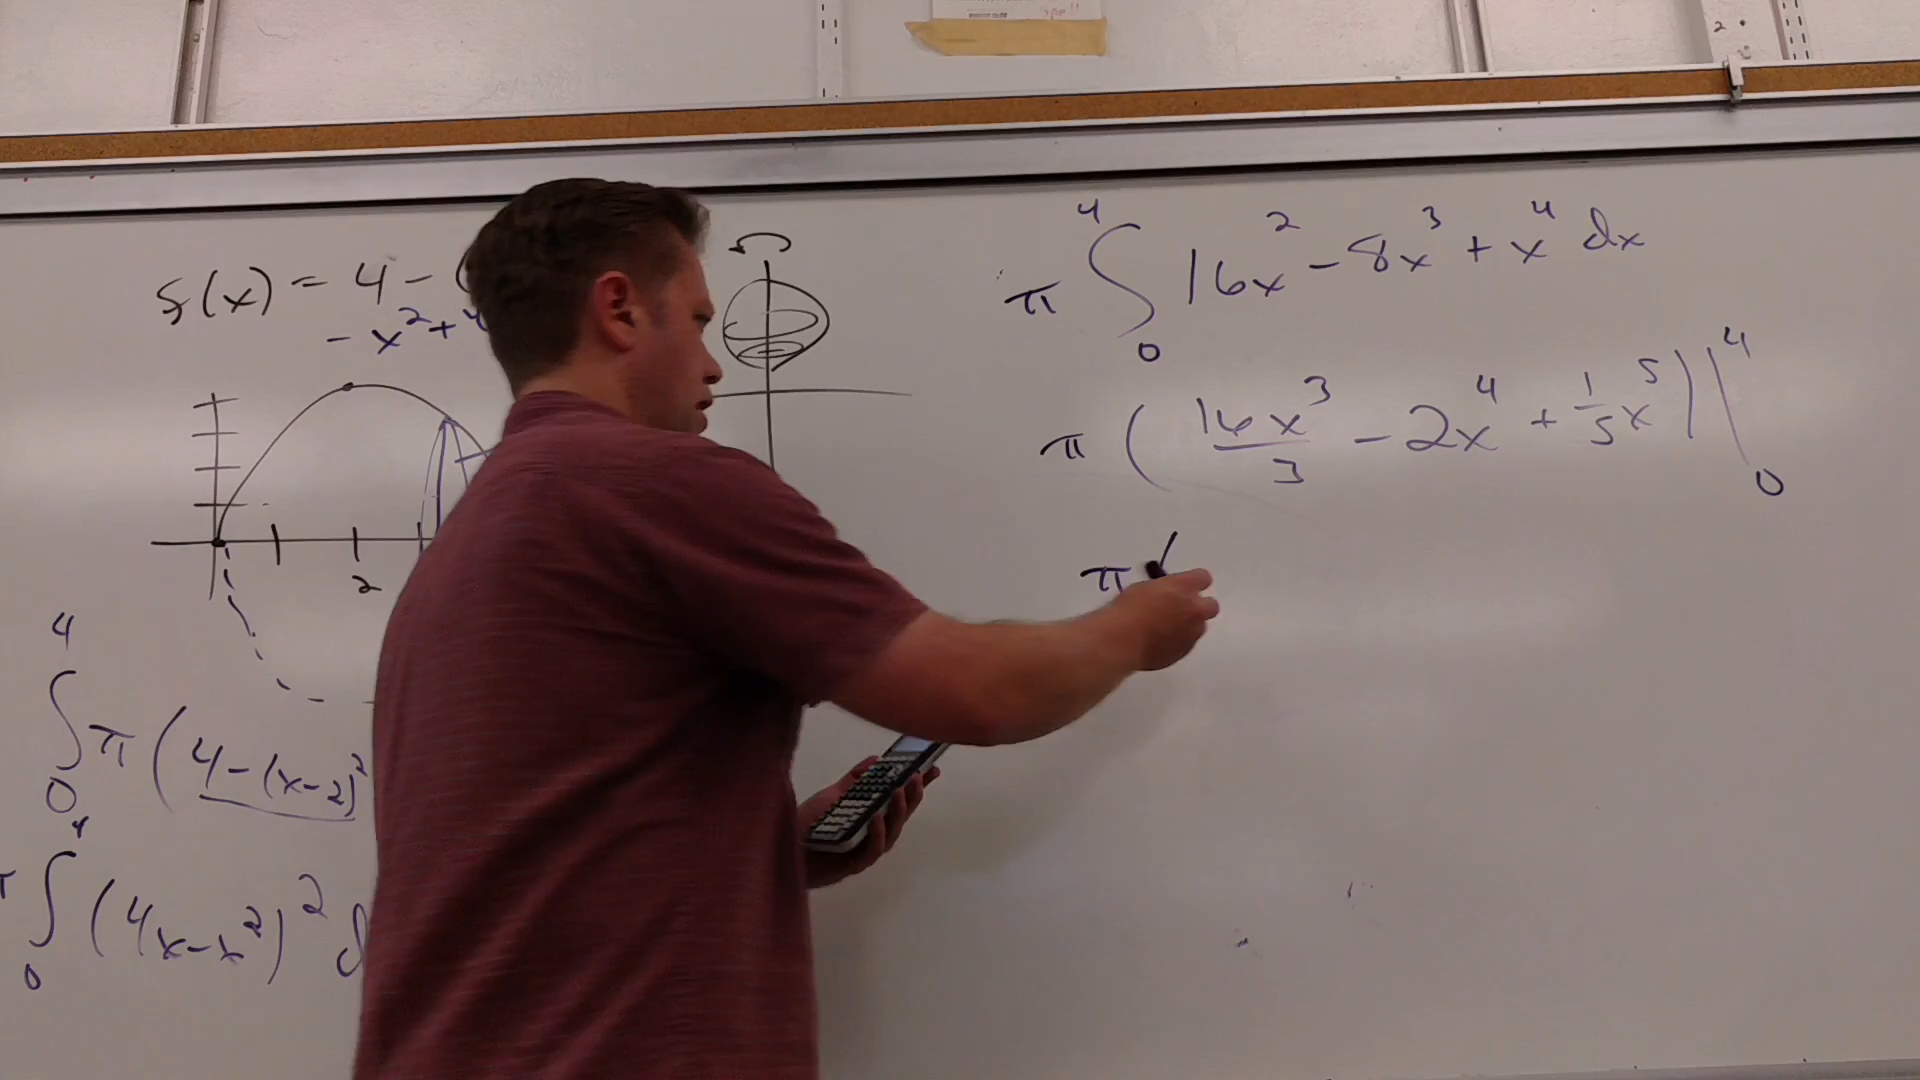 f(x) = 4 - (
- x² + 4
2
4
∫ π (4-(x-2)²
0
4
π ∫ (4x-x²)² d
0
4
π ∫ 16x² - 8x³ + x⁴ dx
0
π ( 16x³/3 - 2x⁴ + 1/5 x⁵ ) | 4
0
π (